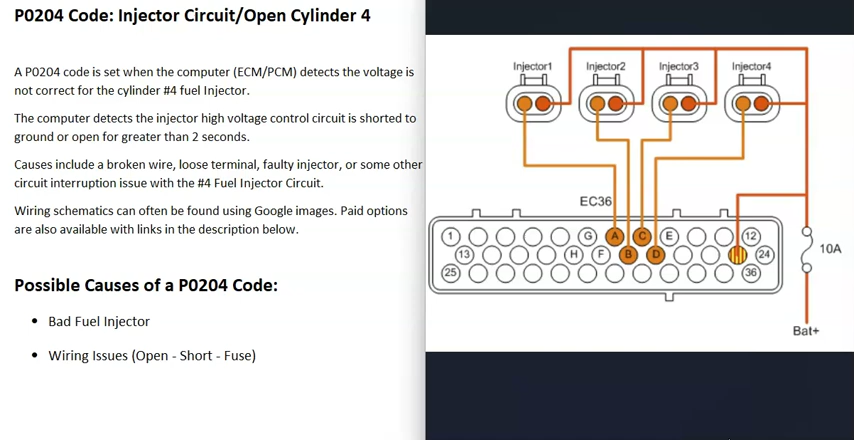 P0204 Code: Injector Circuit/Open Cylinder 4
A P0204 code is set when the computer (ECM/PCM) detects the voltage is
not correct for the cylinder #4 fuel Injector.
The computer detects the injector high voltage control circuit is shorted to
ground or open for greater than 2 seconds.
Causes include a broken wire, loose terminal, faulty injector, or some other
circuit interruption issue with the #4 Fuel Injector Circuit.
Wiring schematics can often be found using Google images. Paid options
are also available with links in the description below.
Possible Causes of a P0204 Code:
• Bad Fuel Injector
• Wiring Issues (Open - Short - Fuse)
Injector1 Injector2 Injector3 Injector4
EC36
1 G A C E 12
13 H F B D 24
25 36
10A
Bat+